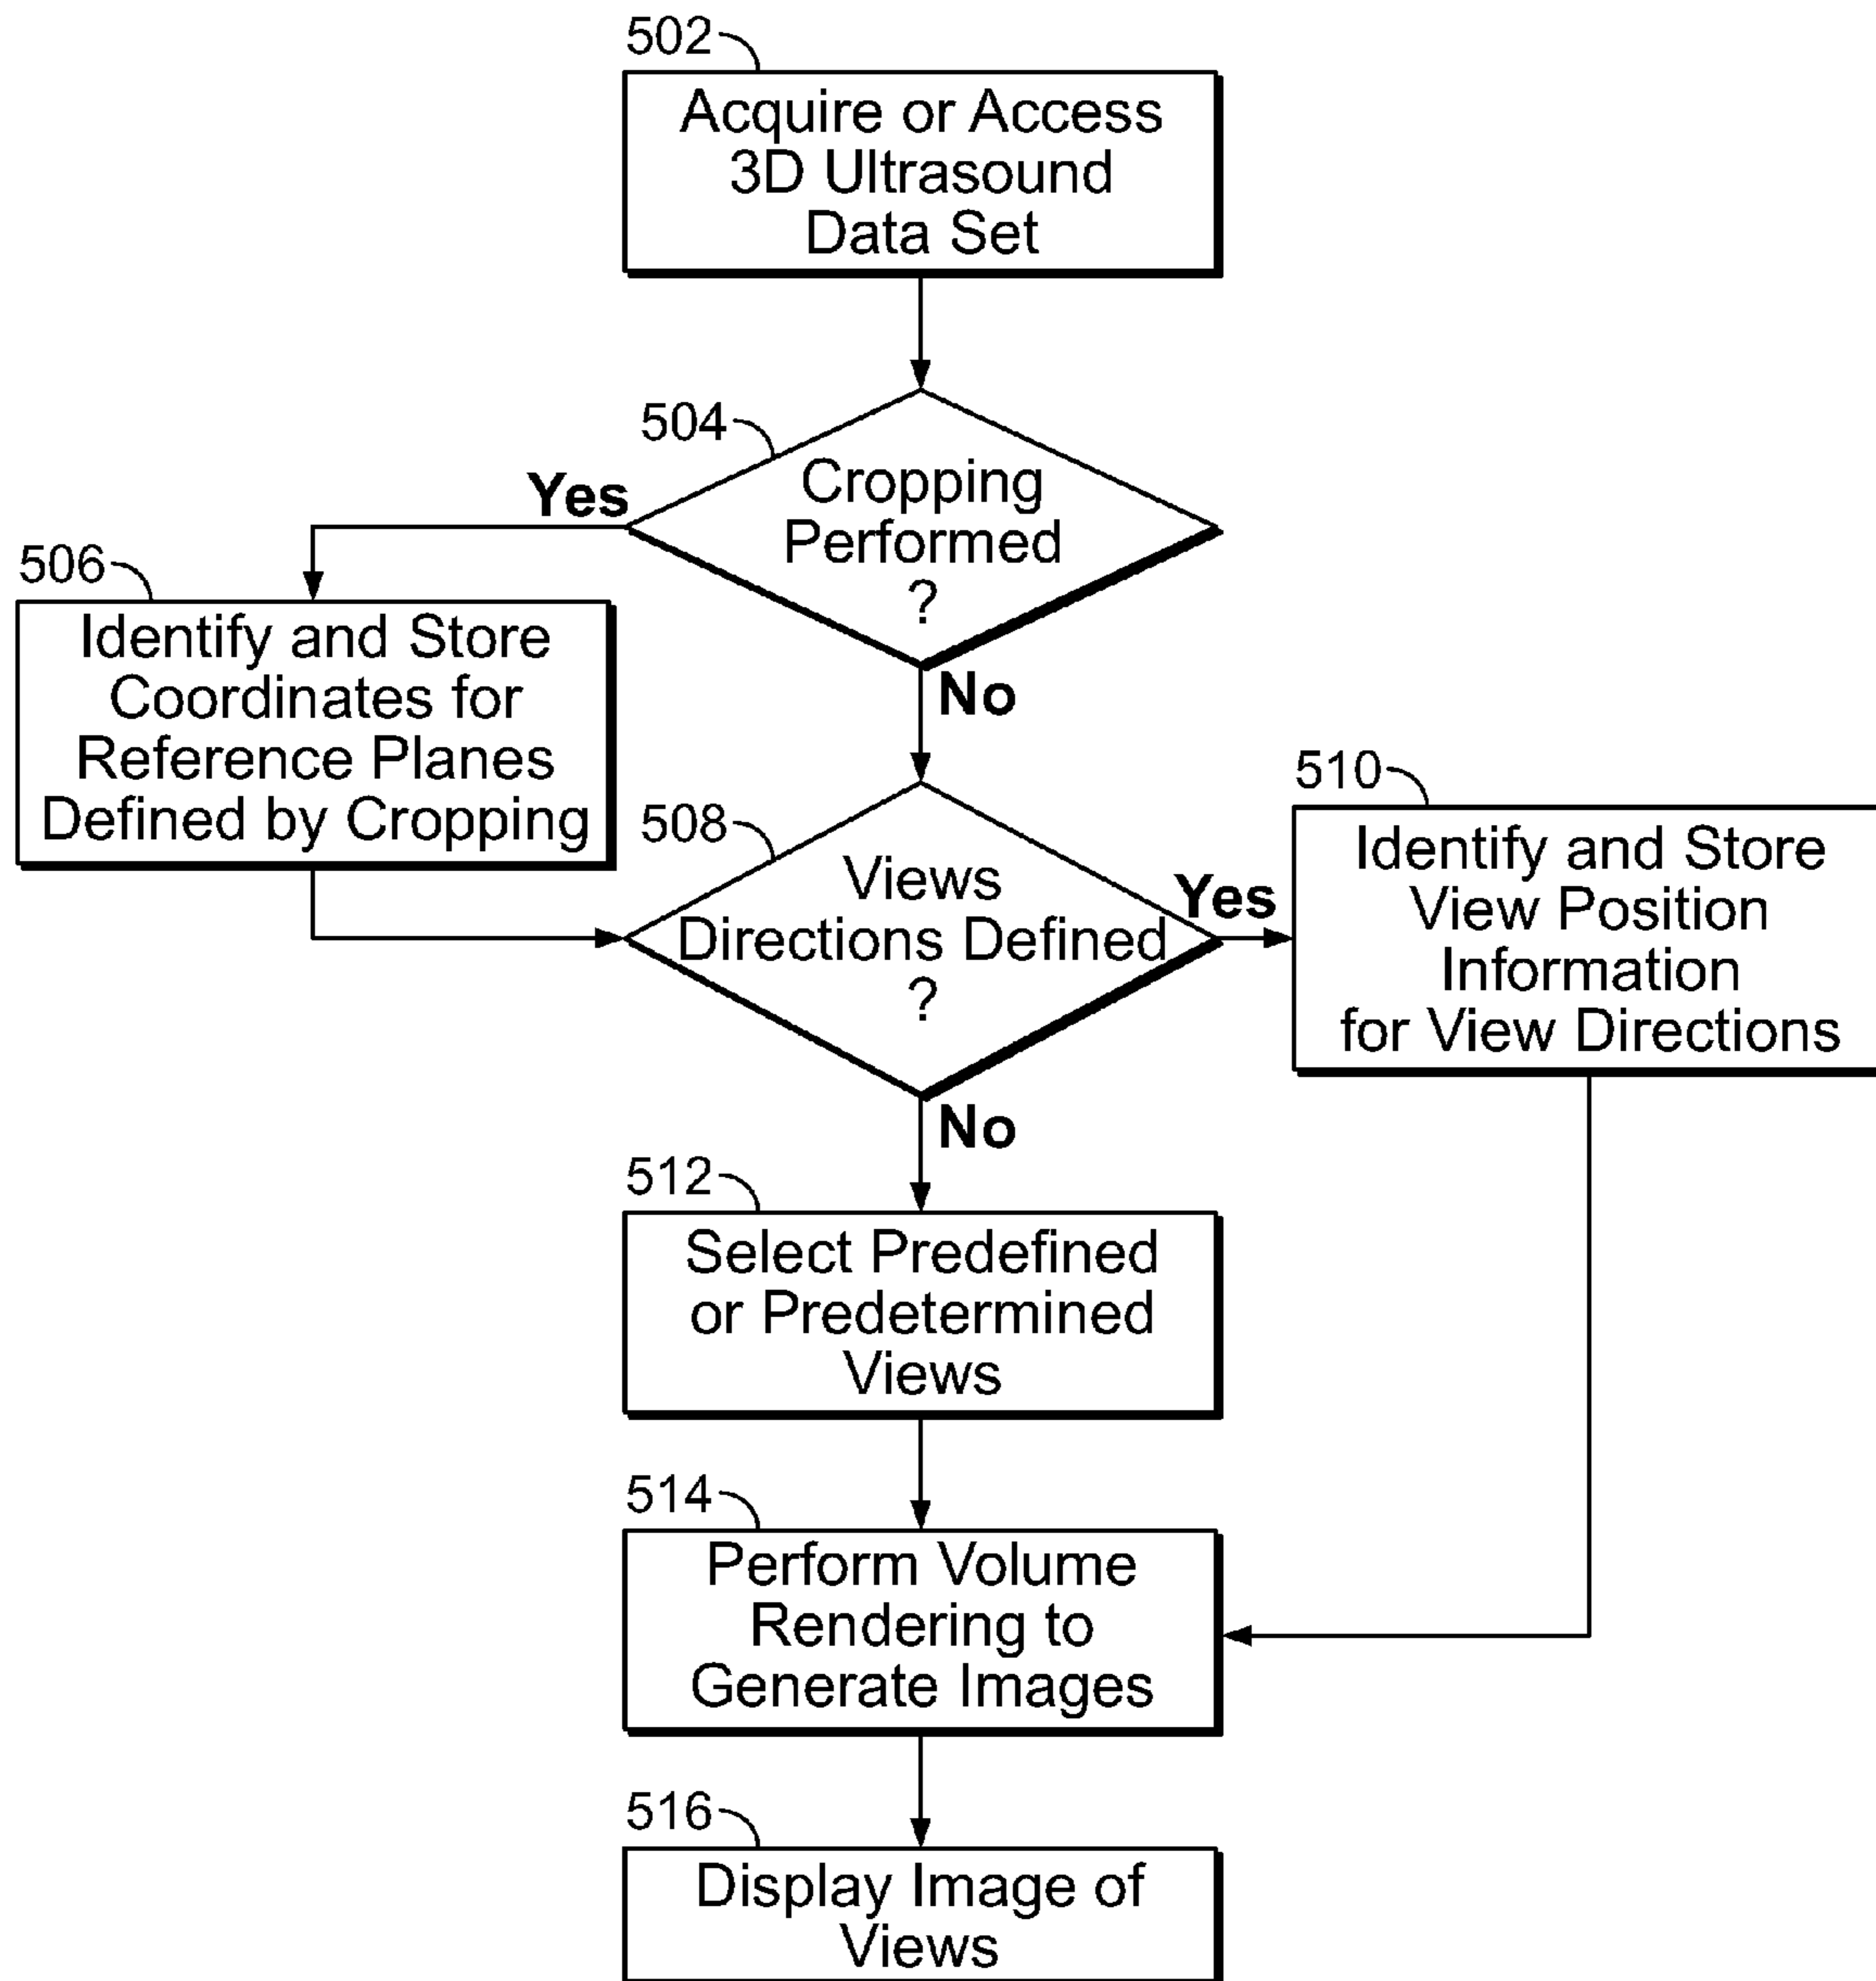 502
Acquire or Access
3D Ultrasound
Data Set
504
Cropping
Performed
?
Yes
No
506
Identify and Store
Coordinates for
Reference Planes
Defined by Cropping
508
Views
Directions Defined
?
Yes
No
510
Identify and Store
View Position
Information
for View Directions
512
Select Predefined
or Predetermined
Views
514
Perform Volume
Rendering to
Generate Images
516
Display Image of
Views